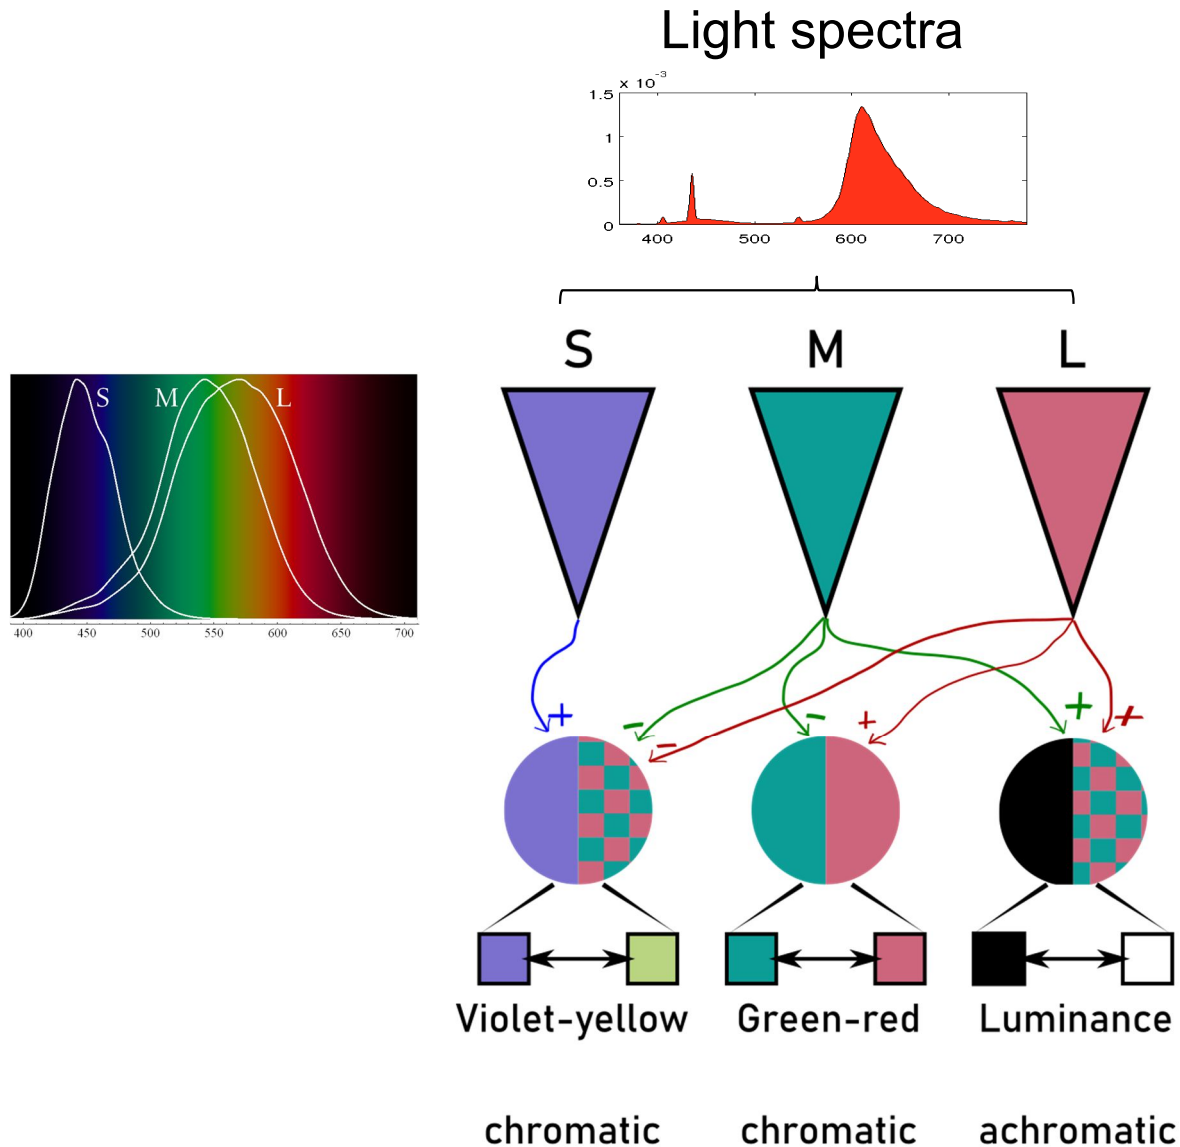 Light spectra
x 10⁻³
1.5
1
0.5
0
400 500 600 700
S M L
S M L
400 450 500 550 600 650 700
+ − − − + + +
Violet-yellow Green-red Luminance
chromatic chromatic achromatic